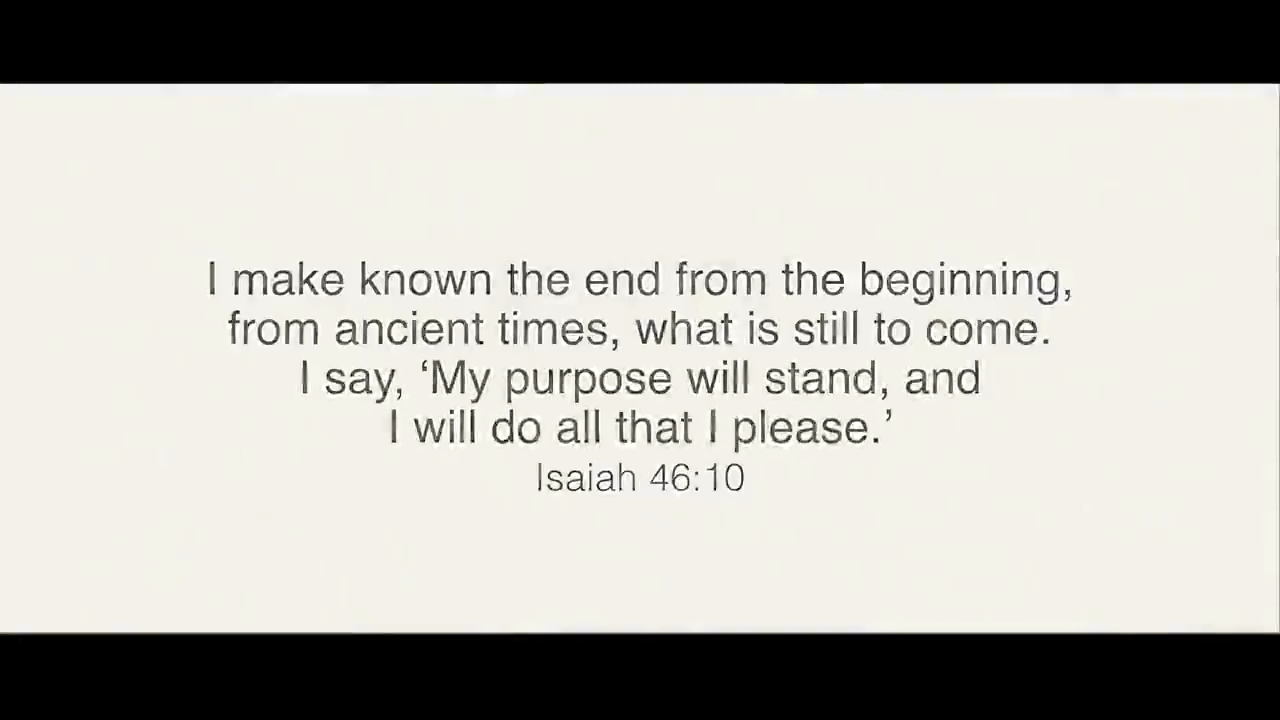 I make known the end from the beginning,
from ancient times, what is still to come.
I say, ‘My purpose will stand, and
I will do all that I please.’
Isaiah 46:10